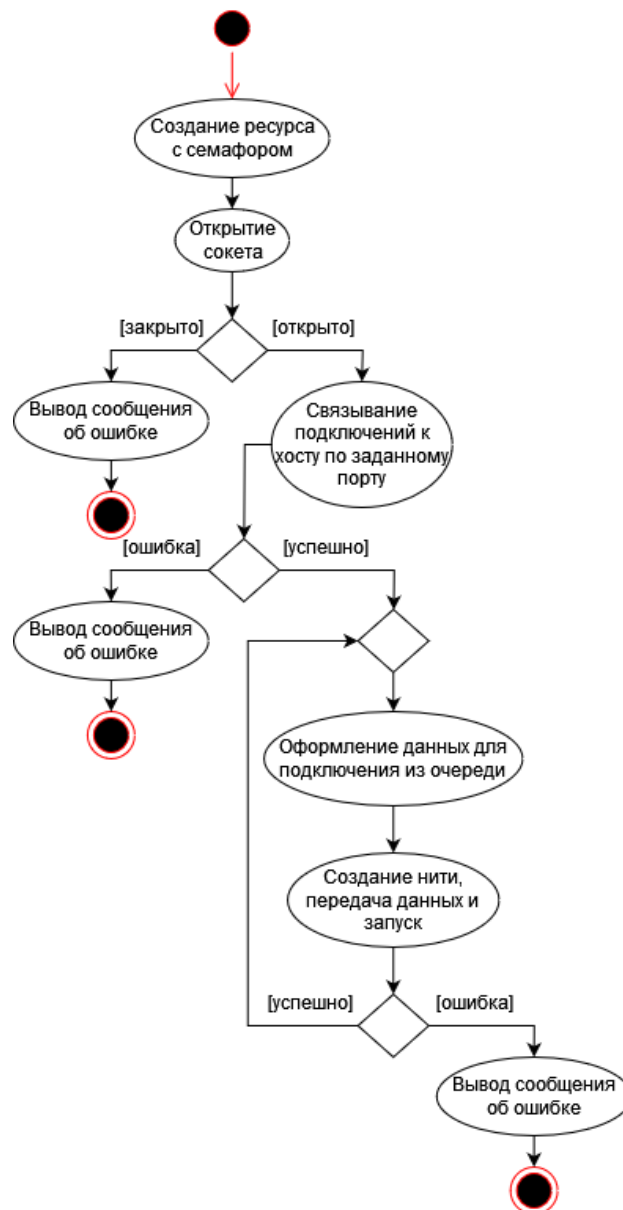 Создание ресурса
с семафором
Открытие
сокета
[закрыто]
[открыто]
Вывод сообщения
об ошибке
Связывание
подключений к
хосту по заданному
порту
[ошибка]
[успешно]
Вывод сообщения
об ошибке
Оформление данных для
подключения из очереди
Создание нити,
передача данных и
запуск
[успешно]
[ошибка]
Вывод сообщения
об ошибке